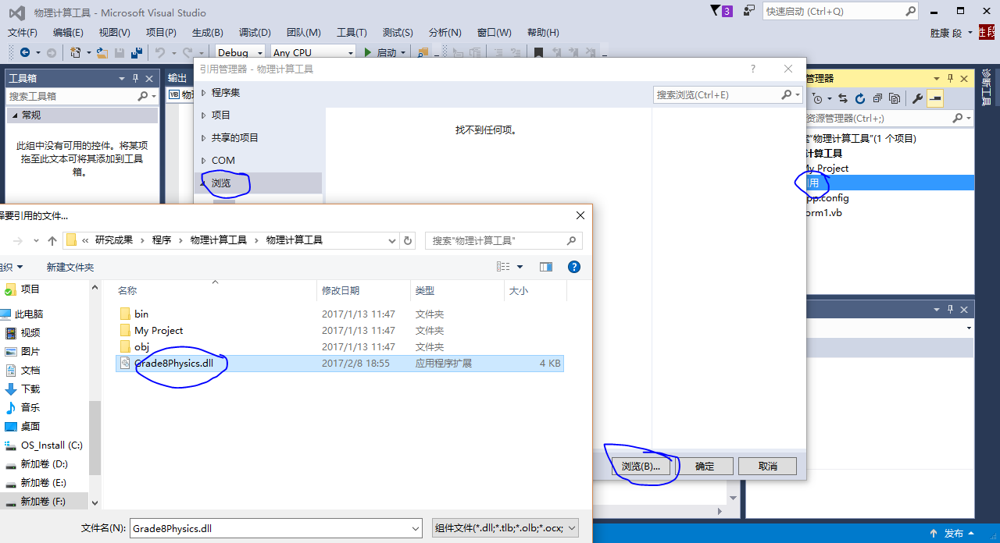 物理计算工具 - Microsoft Visual Studio
3
快速启动 (Ctrl+Q)
文件(F) 编辑(E) 视图(V) 项目(P) 生成(B) 调试(D) 团队(M) 工具(T) 测试(S) 分析(N) 窗口(W) 帮助(H)
胜康 段
胜段
Debug Any CPU 启动
工具箱
搜索工具箱
常规
此组中没有可用的控件。将某项
拖至此文本可将其添加到工具
箱。
输出
VB 物
引用管理器 - 物理计算工具
?
程序集
项目
共享的项目
COM
浏览
搜索浏览(Ctrl+E)
找不到任何项。
浏览(B)...
确定
取消
管理器
资源管理器(Ctrl+;)
"物理计算工具"(1 个项目)
计算工具
My Project
用
pp.config
orm1.vb
诊断工具
择要引用的文件...
« 研究成果 › 程序 › 物理计算工具 › 物理计算工具
搜索"物理计算工具"
组织
新建文件夹
?
项目
此电脑
视频
图片
文档
下载
音乐
桌面
OS_Install (C:)
新加卷 (D:)
新加卷 (E:)
新加卷 (F:)
名称 修改日期 类型 大小
bin 2017/1/13 11:47 文件夹
My Project 2017/1/13 11:47 文件夹
obj 2017/1/13 11:47 文件夹
Grade8Physics.dll 2017/2/8 18:55 应用程序扩展 4 KB
文件名(N): Grade8Physics.dll
组件文件(*.dll;*.tlb;*.olb;*.ocx;
发布